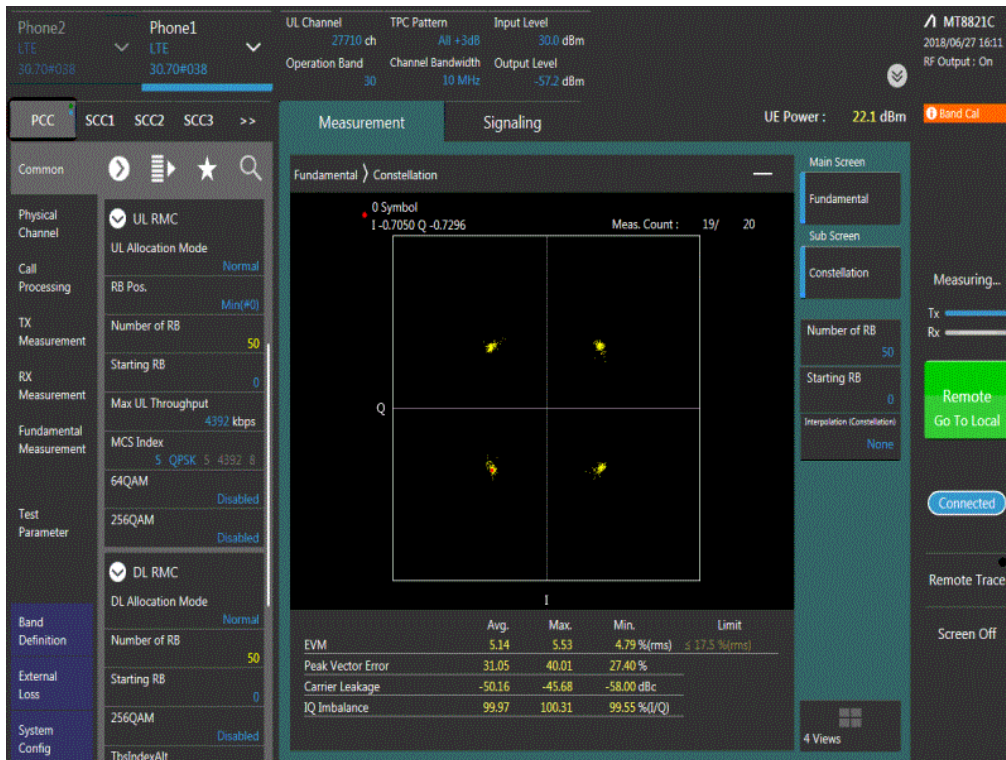 Phone2
LTE
30.70#038
Phone1
LTE
30.70#038
UL Channel
27710 ch
TPC Pattern
All +3dB
Input Level
30.0 dBm
Operation Band
30
Channel Bandwidth
10 MHz
Output Level
-57.2 dBm
MT8821C
2018/06/27 16:11
RF Output : On
PCC
SCC1
SCC2
SCC3
>>
Measurement
Signaling
UE Power : 22.1 dBm
Band Cal
Common
Physical
Channel
Call
Processing
TX
Measurement
RX
Measurement
Fundamental
Measurement
Test
Parameter
Band
Definition
External
Loss
System
Config
UL RMC
UL Allocation Mode
Normal
RB Pos.
Min(#0)
Number of RB
50
Starting RB
0
Max UL Throughput
4392 kbps
MCS Index
5 QPSK 5 4392 8
64QAM
Disabled
256QAM
Disabled
DL RMC
DL Allocation Mode
Normal
Number of RB
50
Starting RB
0
256QAM
Disabled
TbsIndexAlt
Fundamental 〉 Constellation
0 Symbol
I -0.7050 Q -0.7296
Meas. Count : 19/ 20
Q
I
Avg. Max. Min. Limit
EVM 5.14 5.53 4.79 %(rms) ≤ 17.5 %(rms)
Peak Vector Error 31.05 40.01 27.40 %
Carrier Leakage -50.16 -45.68 -58.00 dBc
IQ Imbalance 99.97 100.31 99.55 %(I/Q)
Main Screen
Fundamental
Sub Screen
Constellation
Number of RB
50
Starting RB
0
Interpolation (Constellation)
None
4 Views
Measuring...
Tx
Rx
Remote
Go To Local
Connected
Remote Trace
Screen Off